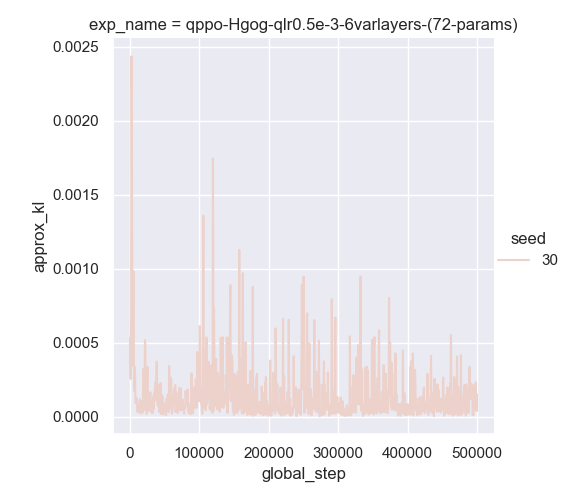 exp_name = qppo-Hgog-qlr0.5e-3-6varlayers-(72-params)
0.0025
0.0020
0.0015
0.0010
0.0005
0.0000
approx_kl
0 100000 200000 300000 400000 500000
global_step
seed
30